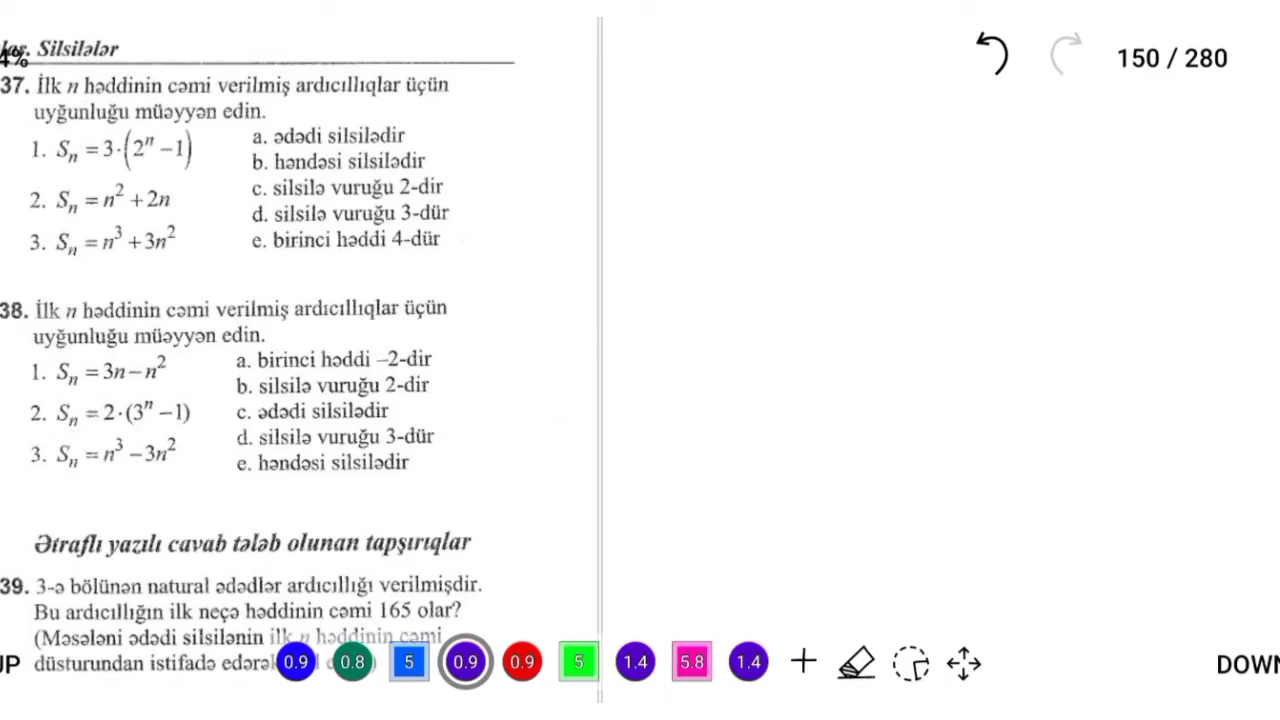 Silsilələr
4%
150 / 280
37. İlk n həddinin cəmi verilmiş ardıcıllıqlar üçün
uyğunluğu müəyyən edin.
1. Sₙ = 3·(2ⁿ – 1)
a. ədədi silsilədir
b. həndəsi silsilədir
2. Sₙ = n² + 2n
c. silsilə vuruğu 2-dir
d. silsilə vuruğu 3-dür
3. Sₙ = n³ + 3n²
e. birinci həddi 4-dür
38. İlk n həddinin cəmi verilmiş ardıcıllıqlar üçün
uyğunluğu müəyyən edin.
1. Sₙ = 3n – n²
a. birinci həddi –2-dir
b. silsilə vuruğu 2-dir
2. Sₙ = 2·(3ⁿ – 1)
c. ədədi silsilədir
d. silsilə vuruğu 3-dür
3. Sₙ = n³ – 3n²
e. həndəsi silsilədir
Ətraflı yazılı cavab tələb olunan tapşırıqlar
39. 3-ə bölünən natural ədədlər ardıcıllığı verilmişdir.
Bu ardıcıllığın ilk neçə həddinin cəmi 165 olar?
(Məsələni ədədi silsilənin ilk n həddinin cəmi
düsturundan istifadə
0.9 0.8 5 0.9 0.9 5 1.4 5.8 1.4
DOWN